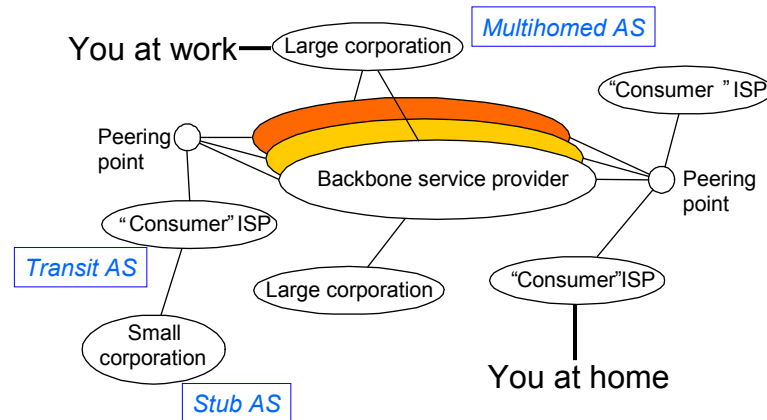 You at work
Large corporation
Multihomed AS
“Consumer ” ISP
Peering
point
Backbone service provider
Peering
point
“Consumer” ISP
Transit AS
Large corporation
“Consumer”ISP
Small
corporation
You at home
Stub AS